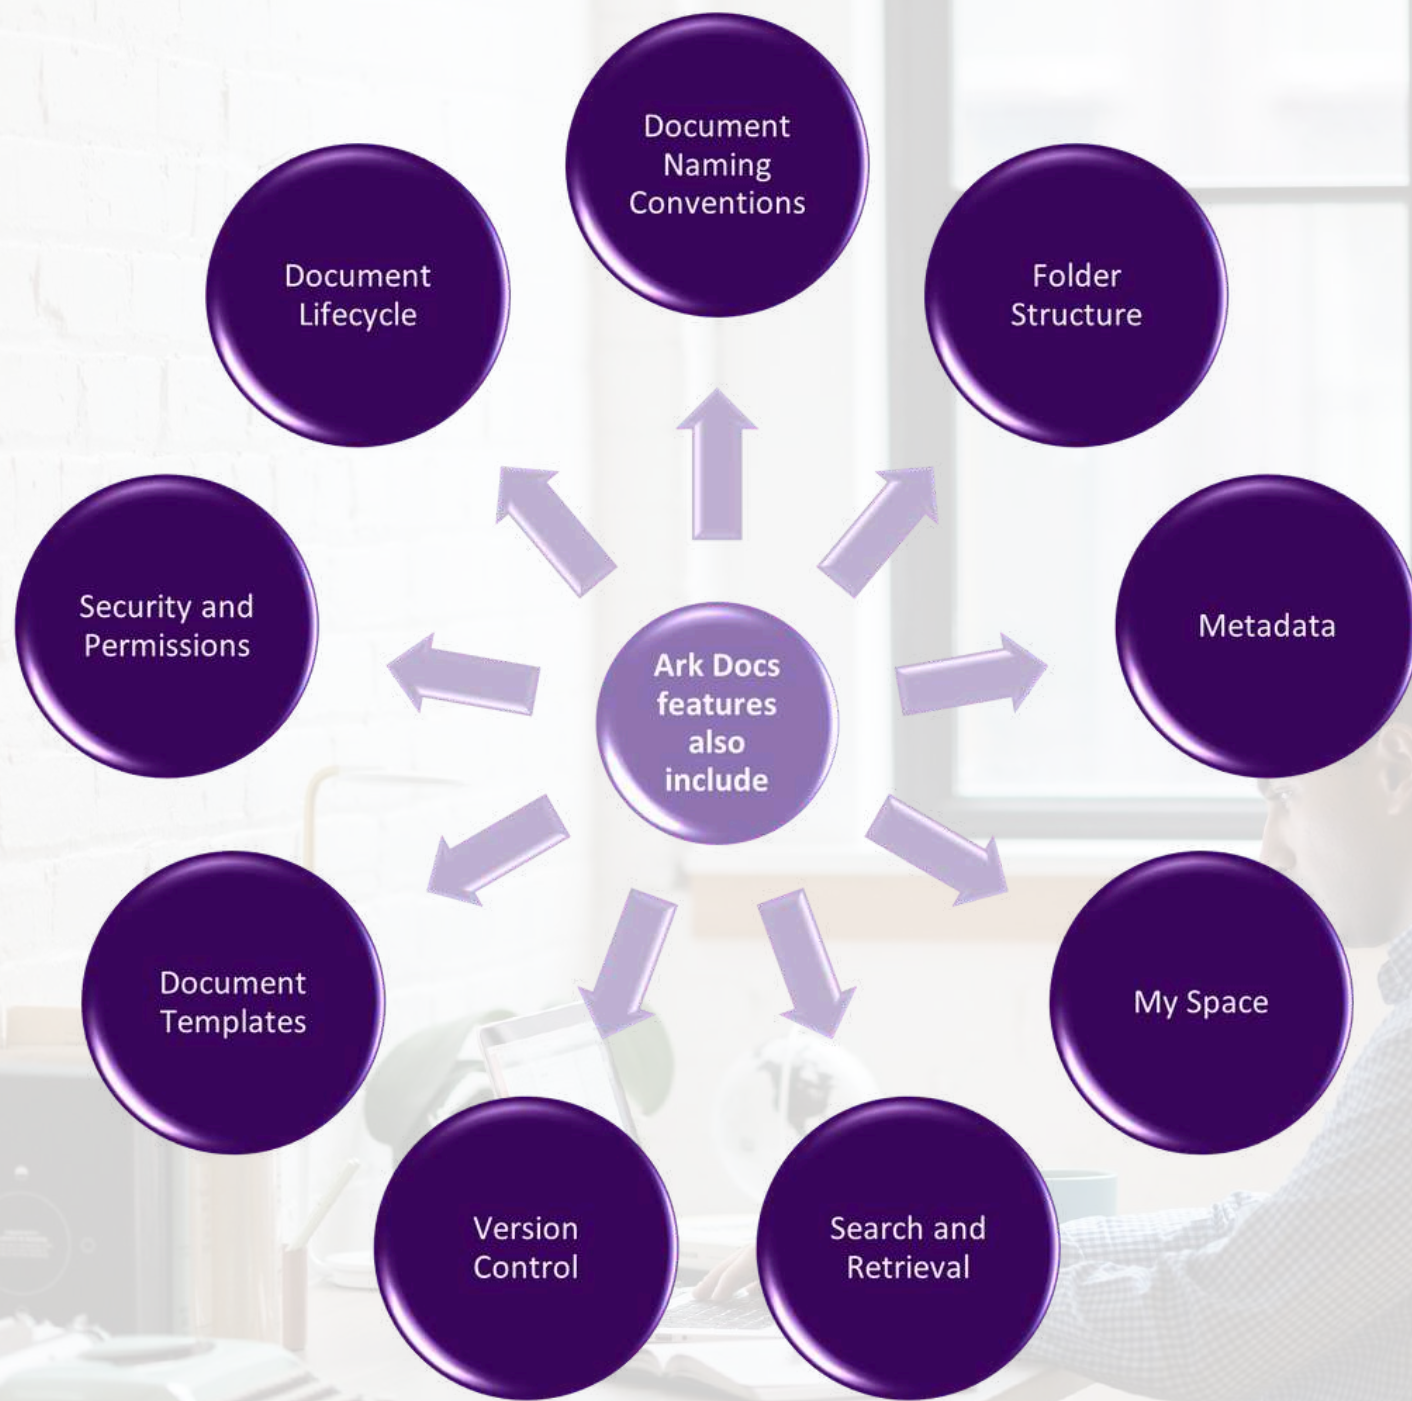 Document
Naming
Conventions
Folder
Structure
Metadata
My Space
Search and
Retrieval
Version
Control
Document
Templates
Security and
Permissions
Document
Lifecycle
Ark Docs
features
also
include